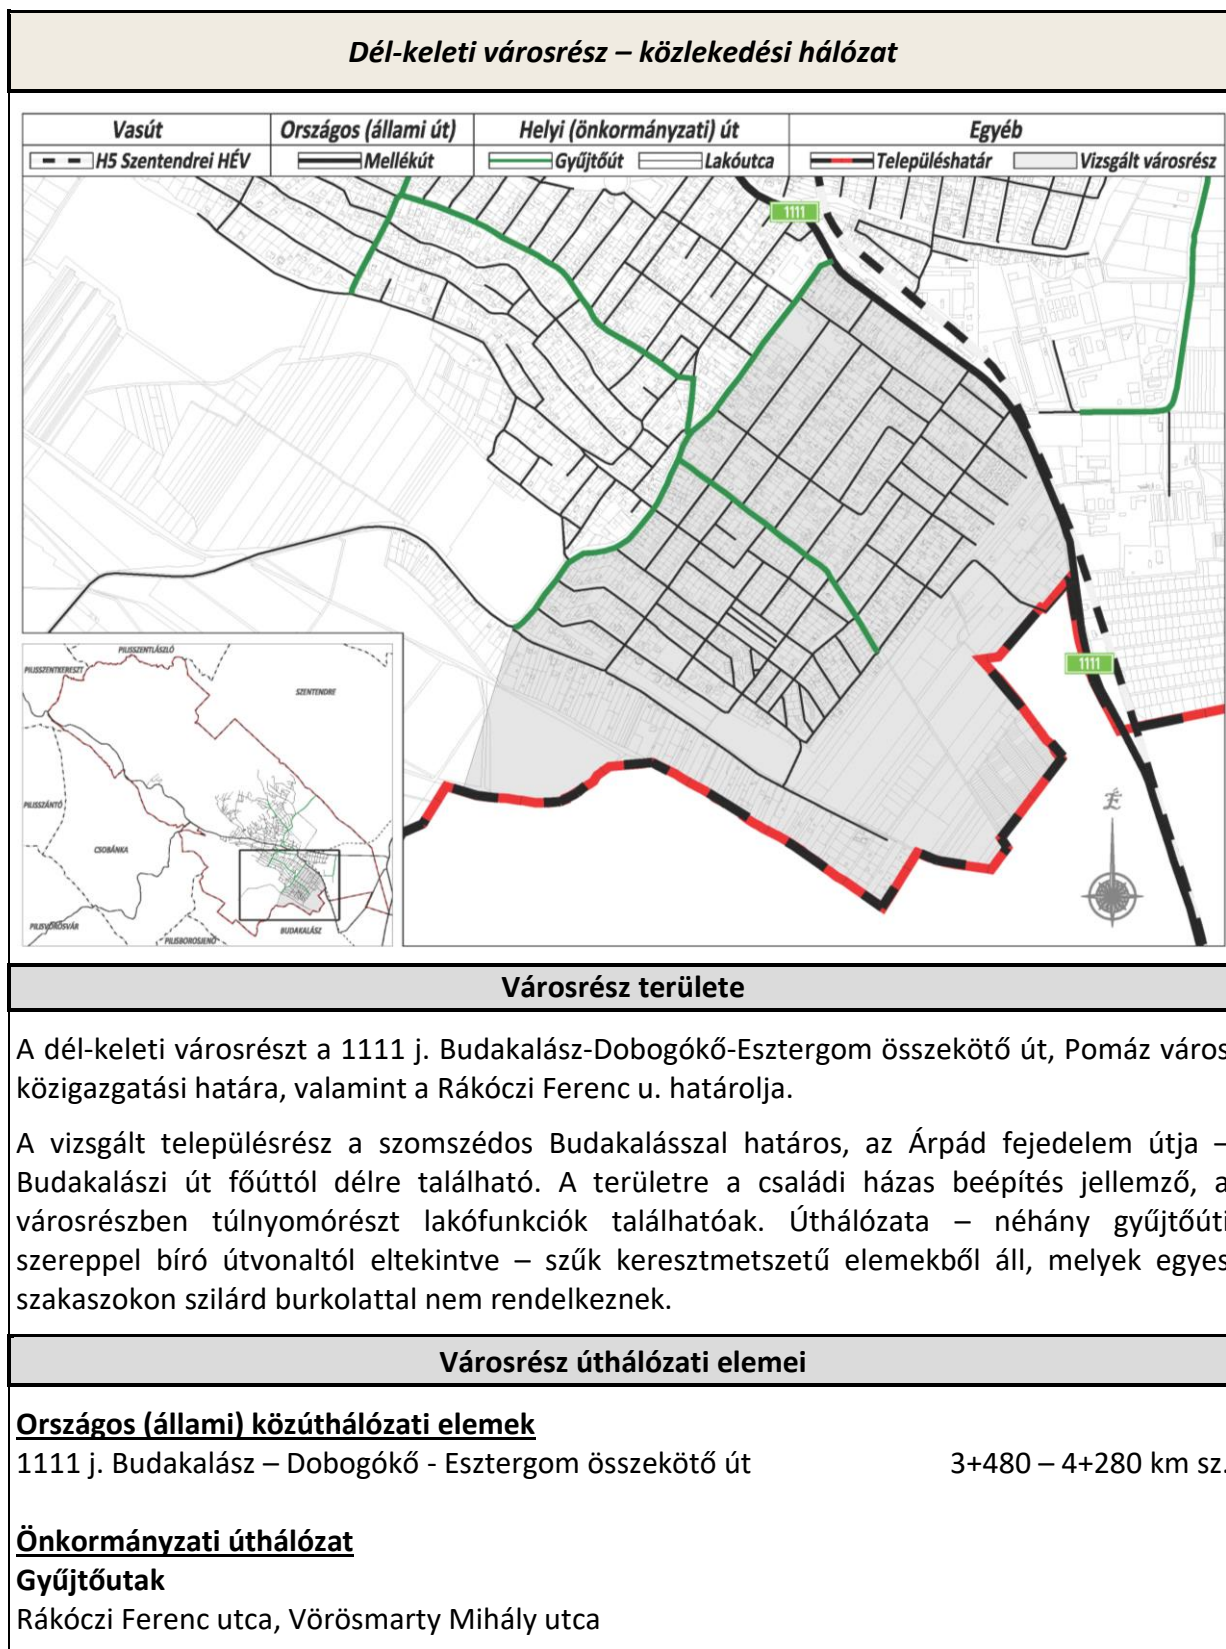 Dél-keleti városrész – közlekedési hálózat
Vasút
Országos (állami út)
Helyi (önkormányzati) út
Egyéb
H5 Szentendrei HÉV
Mellékút
Gyűjtőút
Lakóutca
Településhatár
Vizsgált városrész
1111
1111
É
PILISSZENTLÁSZLÓ
PILISSZENTKERESZT
SZENTENDRE
PILISSZÁNTÓ
CSOBÁNKA
PILISVÖRÖSVÁR
PILISBOROSJENŐ
BUDAKALÁSZ
Városrész területe
A dél-keleti városrészt a 1111 j. Budakalász-Dobogókő-Esztergom összekötő út, Pomáz város
közigazgatási határa, valamint a Rákóczi Ferenc u. határolja.
A vizsgált településrész a szomszédos Budakalásszal határos, az Árpád fejedelem útja –
Budakalászi út főúttól délre található. A területre a családi házas beépítés jellemző, a
városrészben túlnyomórészt lakófunkciók találhatóak. Úthálózata – néhány gyűjtőúti
szereppel bíró útvonaltól eltekintve – szűk keresztmetszetű elemekből áll, melyek egyes
szakaszokon szilárd burkolattal nem rendelkeznek.
Városrész úthálózati elemei
Országos (állami) közúthálózati elemek
1111 j. Budakalász – Dobogókő - Esztergom összekötő út 3+480 – 4+280 km sz.
Önkormányzati úthálózat
Gyűjtőutak
Rákóczi Ferenc utca, Vörösmarty Mihály utca